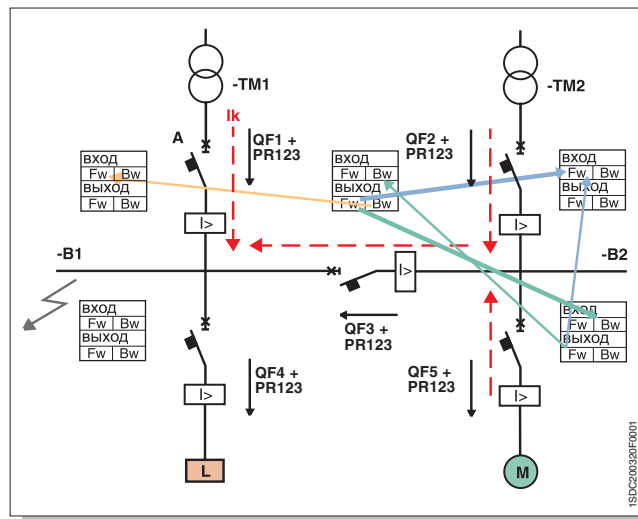 -TM1
-TM2
Ik
A
QF1 +
PR123
QF2 +
PR123
ВХОД
Fw Bw
ВЫХОД
Fw Bw
ВХОД
Fw Bw
ВЫХОД
Fw Bw
ВХОД
Fw Bw
ВЫХОД
Fw Bw
I>
I>
-B1
-B2
I>
QF3 +
PR123
ВХОД
Fw Bw
ВЫХОД
Fw Bw
ВХОД
Fw Bw
ВЫХОД
Fw Bw
QF4 +
PR123
QF5 +
PR123
I>
I>
L
M
1SDC200320F0001